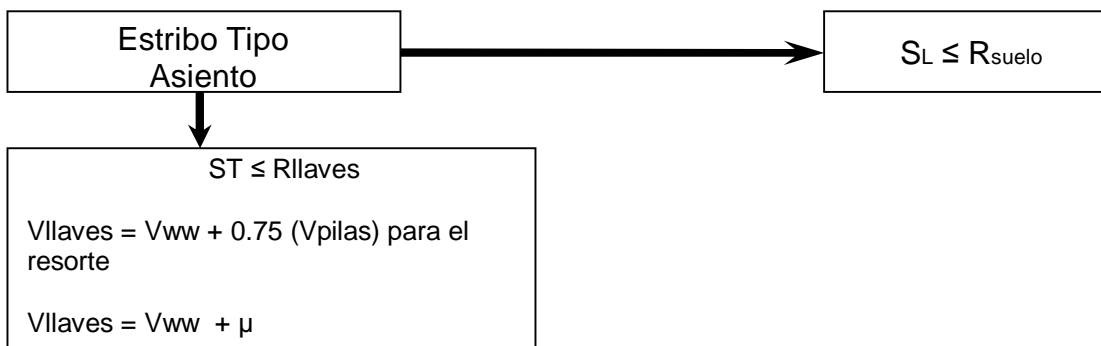 Estribo Tipo
Asiento
SL ≤ Rsuelo
ST ≤ Rllaves
Vllaves = Vww + 0.75 (Vpilas) para el
resorte
Vllaves = Vww + µ